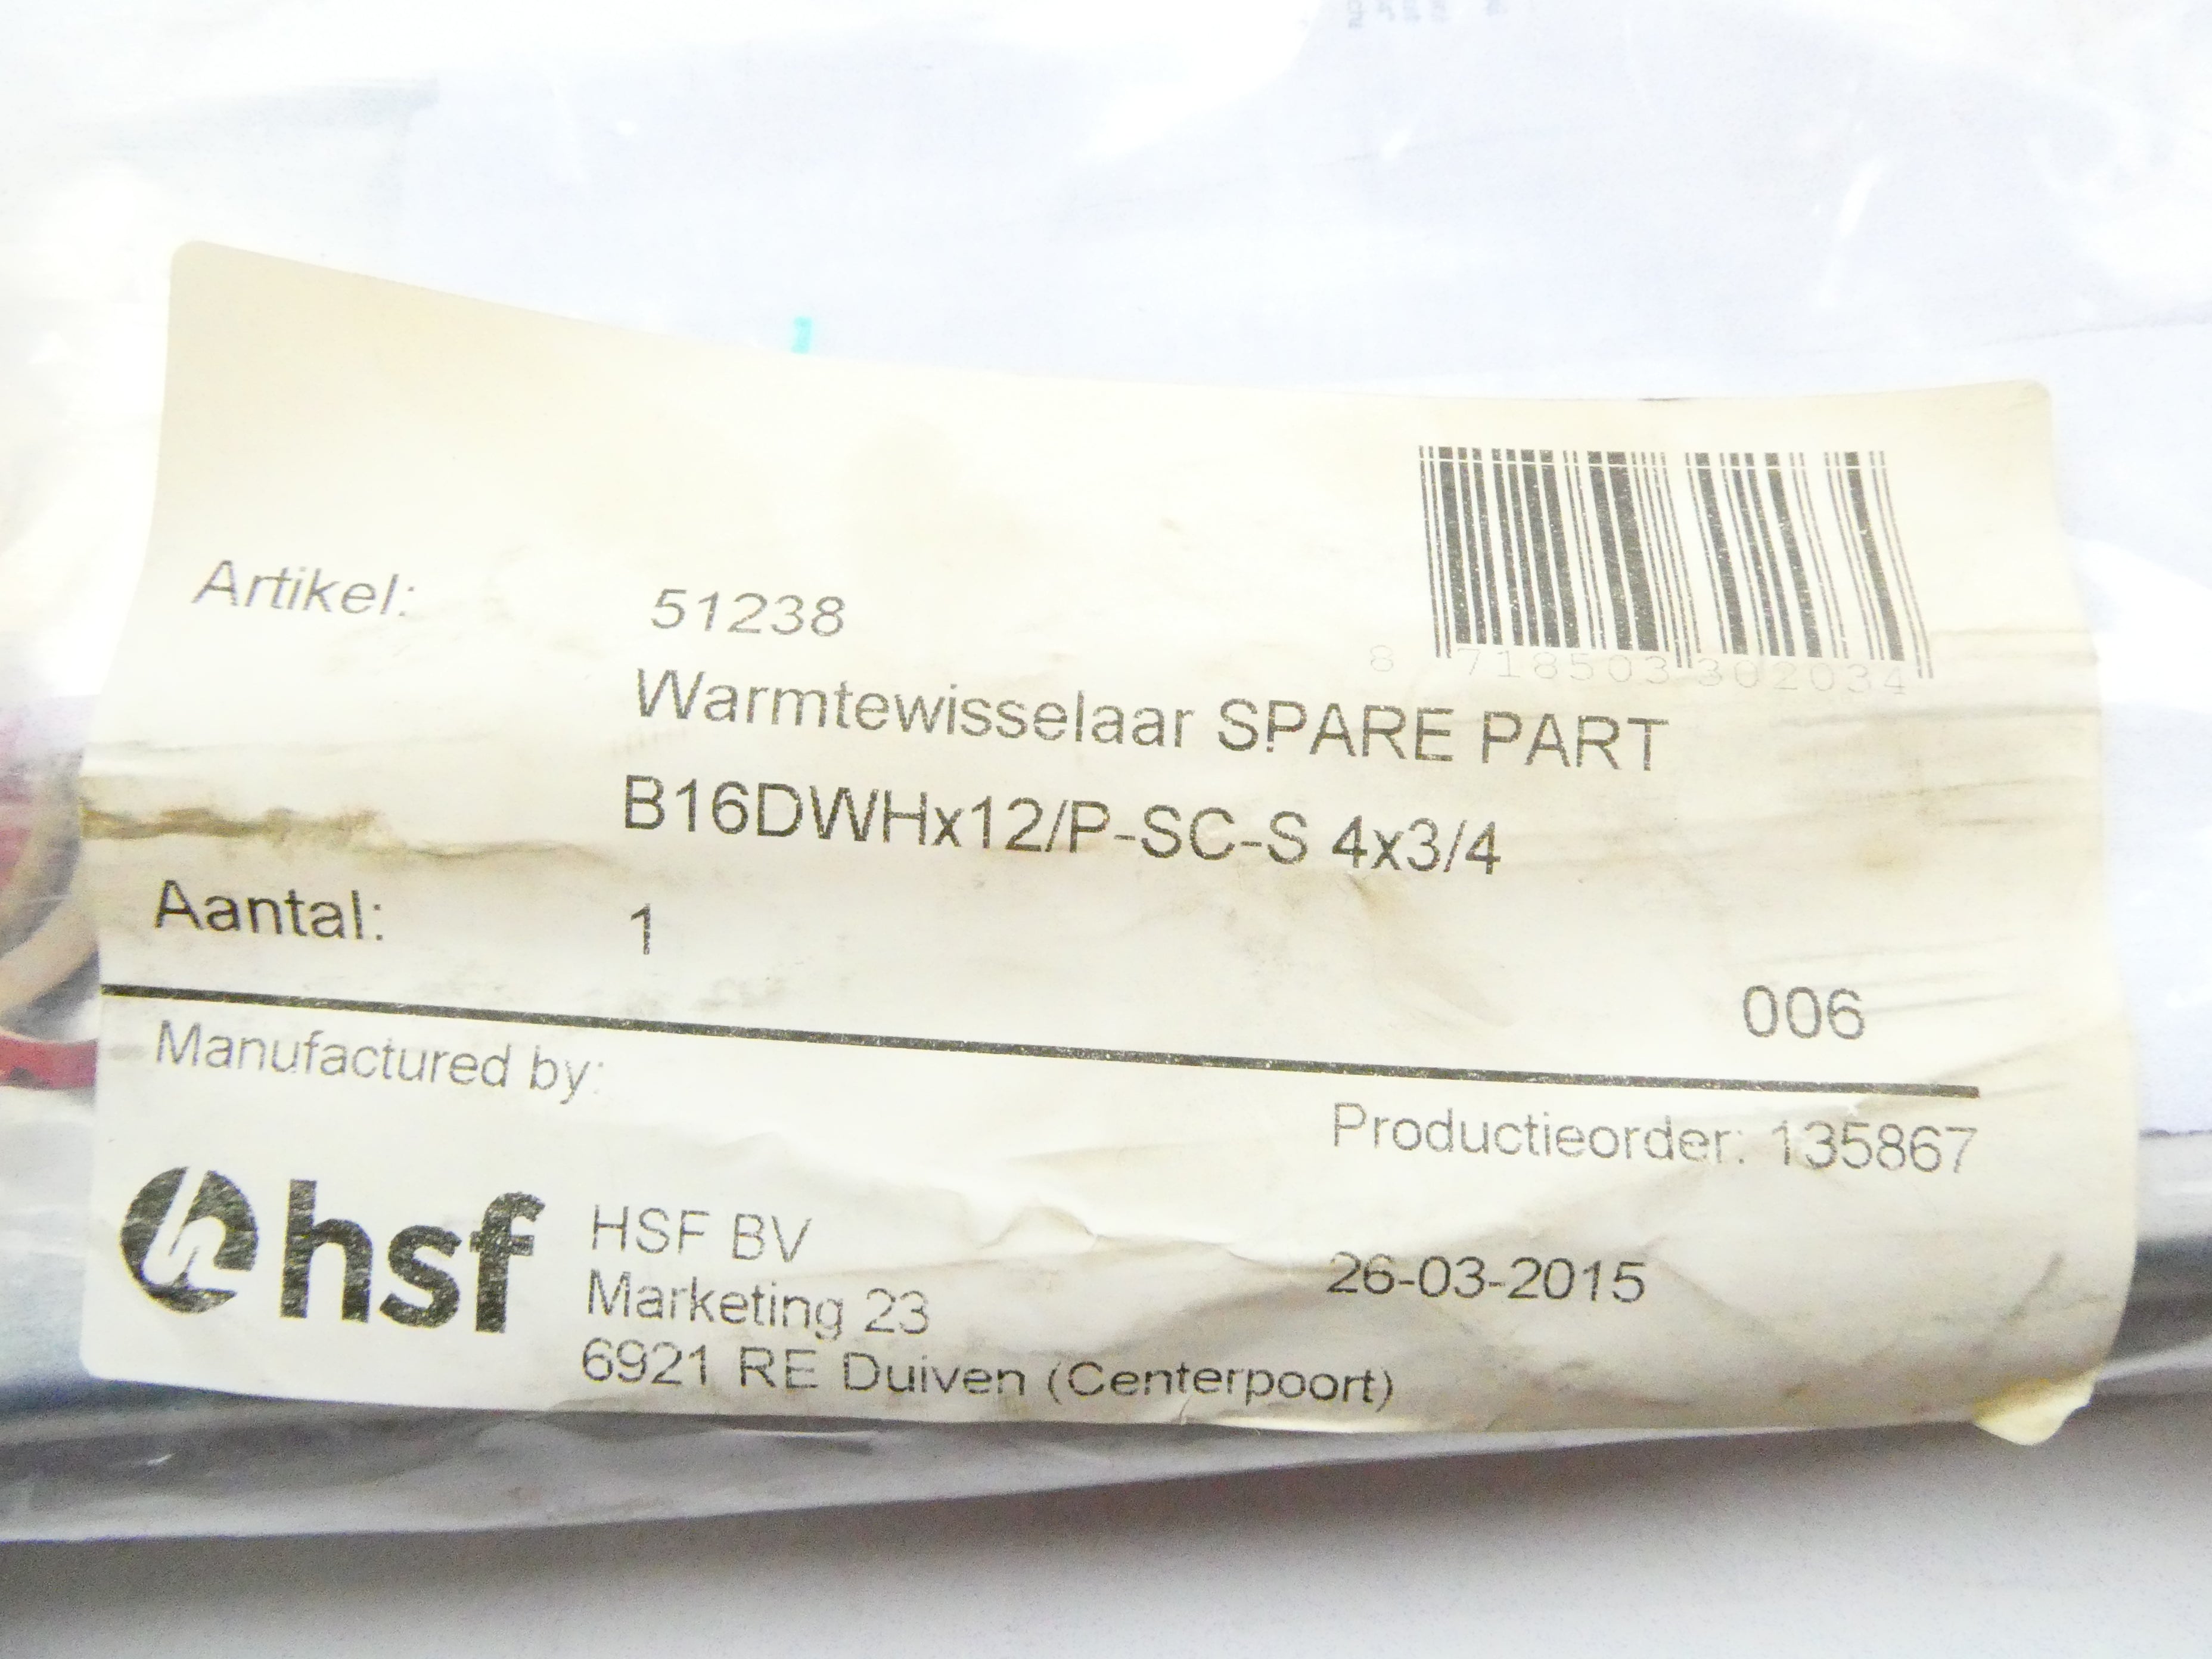 8 718503 302034
Artikel: 51238
Warmtewisselaar SPARE PART
B16DWHx12/P-SC-S 4x3/4
Aantal: 1
006
Manufactured by:
Productieorder: 135867
hsf
HSF BV
Marketing 23
6921 RE Duiven (Centerpoort)
26-03-2015